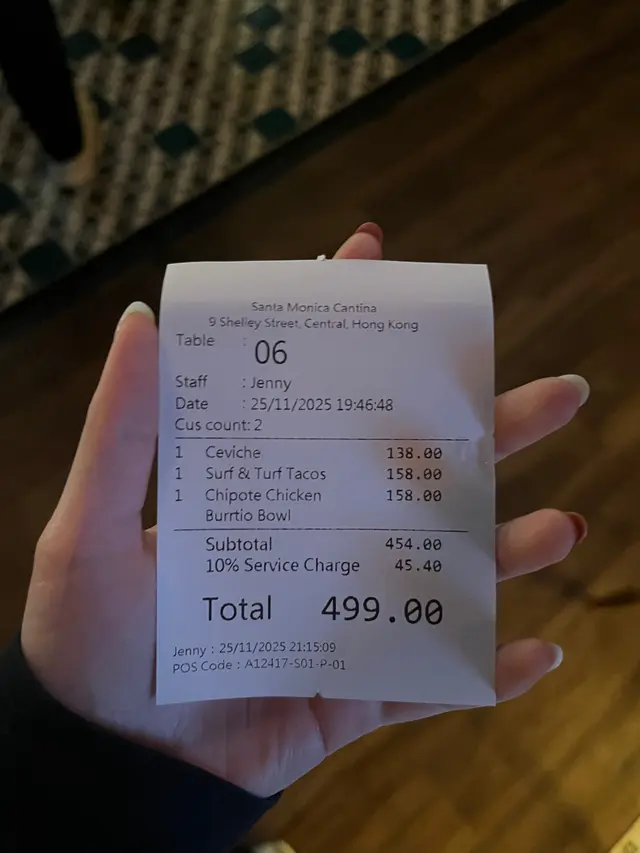 Santa Monica Cantina
9 Shelley Street, Central, Hong Kong
Table : 06
Staff : Jenny
Date : 25/11/2025 19:46:48
Cus count: 2
1 Ceviche 138.00
1 Surf & Turf Tacos 158.00
1 Chipote Chicken 158.00
Burrtio Bowl
Subtotal 454.00
10% Service Charge 45.40
Total 499.00
Jenny : 25/11/2025 21:15:09
POS Code : A12417-S01-P-01